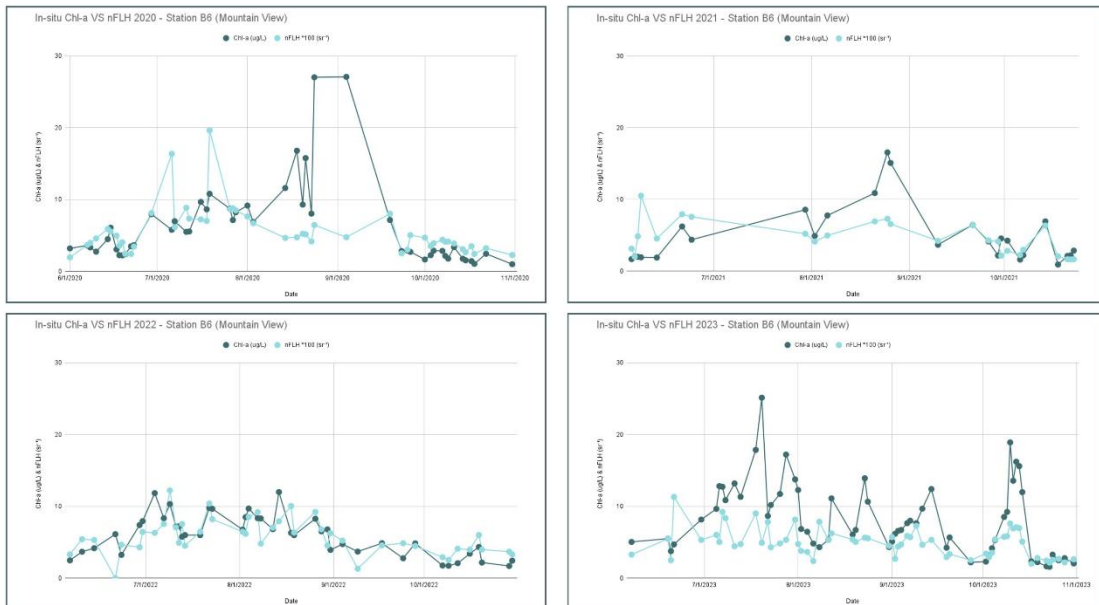 In-situ Chl-a VS nFLH 2020 - Station B6 (Mountain View)
Chl-a (ug/L) nFLH *100 (sr⁻¹)
30
20
10
0
Chl-a (ug/L) & nFLH (sr⁻¹)
6/1/2020 7/1/2020 8/1/2020 9/1/2020 10/1/2020 11/1/2020
Date
In-situ Chl-a VS nFLH 2021 - Station B6 (Mountain View)
Chl-a (ug/L) nFLH *100 (sr⁻¹)
30
20
10
0
Chl-a (ug/L) & nFLH (sr⁻¹)
7/1/2021 8/1/2021 9/1/2021 10/1/2021
Date
In-situ Chl-a VS nFLH 2022 - Station B6 (Mountain View)
Chl-a (ug/L) nFLH *100 (sr⁻¹)
30
20
10
0
Chl-a (ug/L) & nFLH (sr⁻¹)
7/1/2022 8/1/2022 9/1/2022 10/1/2022
Date
In-situ Chl-a VS nFLH 2023 - Station B6 (Mountain View)
Chl-a (ug/L) nFLH *100 (sr⁻¹)
30
20
10
0
Chl-a (ug/L) & nFLH (sr⁻¹)
7/1/2023 8/1/2023 9/1/2023 10/1/2023 11/1/2023
Date